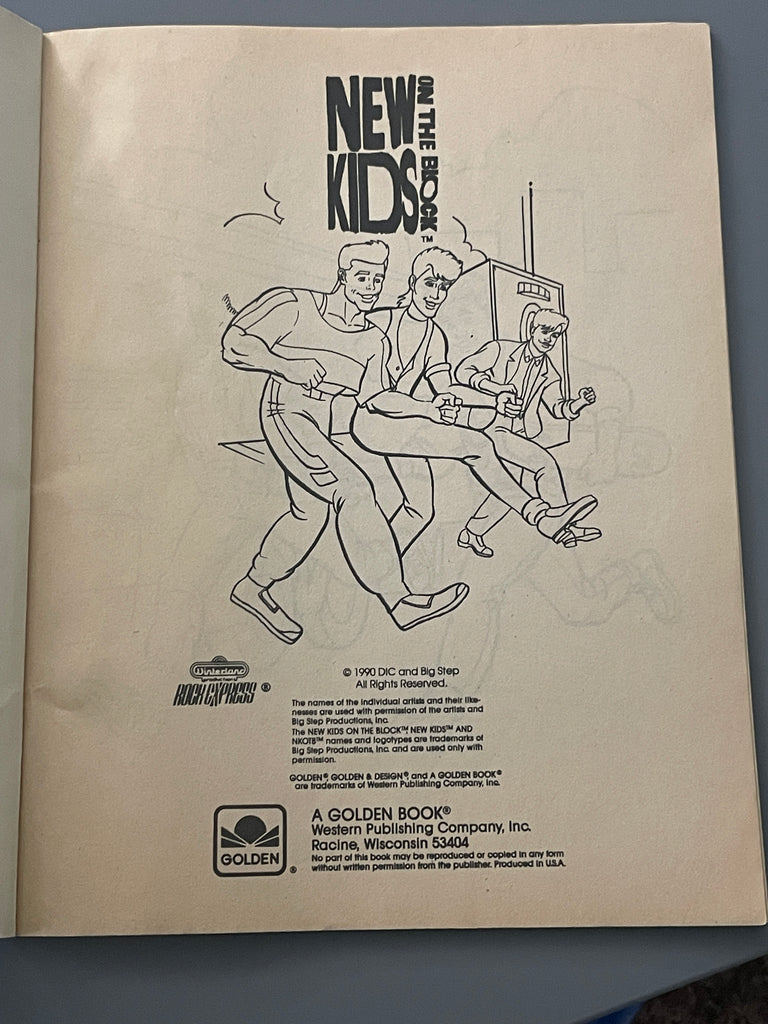 NEW
KIDS
ON THE BLOCK™
Winterland
ROCK EXPRESS®
© 1990 DIC and Big Step
All Rights Reserved.
The names of the individual artists and their like-
nesses are used with permission of the artists and
Big Step Productions, Inc.
The NEW KIDS ON THE BLOCK™, NEW KIDS™ AND
NKOTB™ names and logotypes are trademarks of
Big Step Productions, Inc. and are used only with
permission.
GOLDEN®, GOLDEN & DESIGN®, and A GOLDEN BOOK®
are trademarks of Western Publishing Company, Inc.
GOLDEN®
A GOLDEN BOOK®
Western Publishing Company, Inc.
Racine, Wisconsin 53404
No part of this book may be reproduced or copied in any form
without written permission from the publisher. Produced in U.S.A.